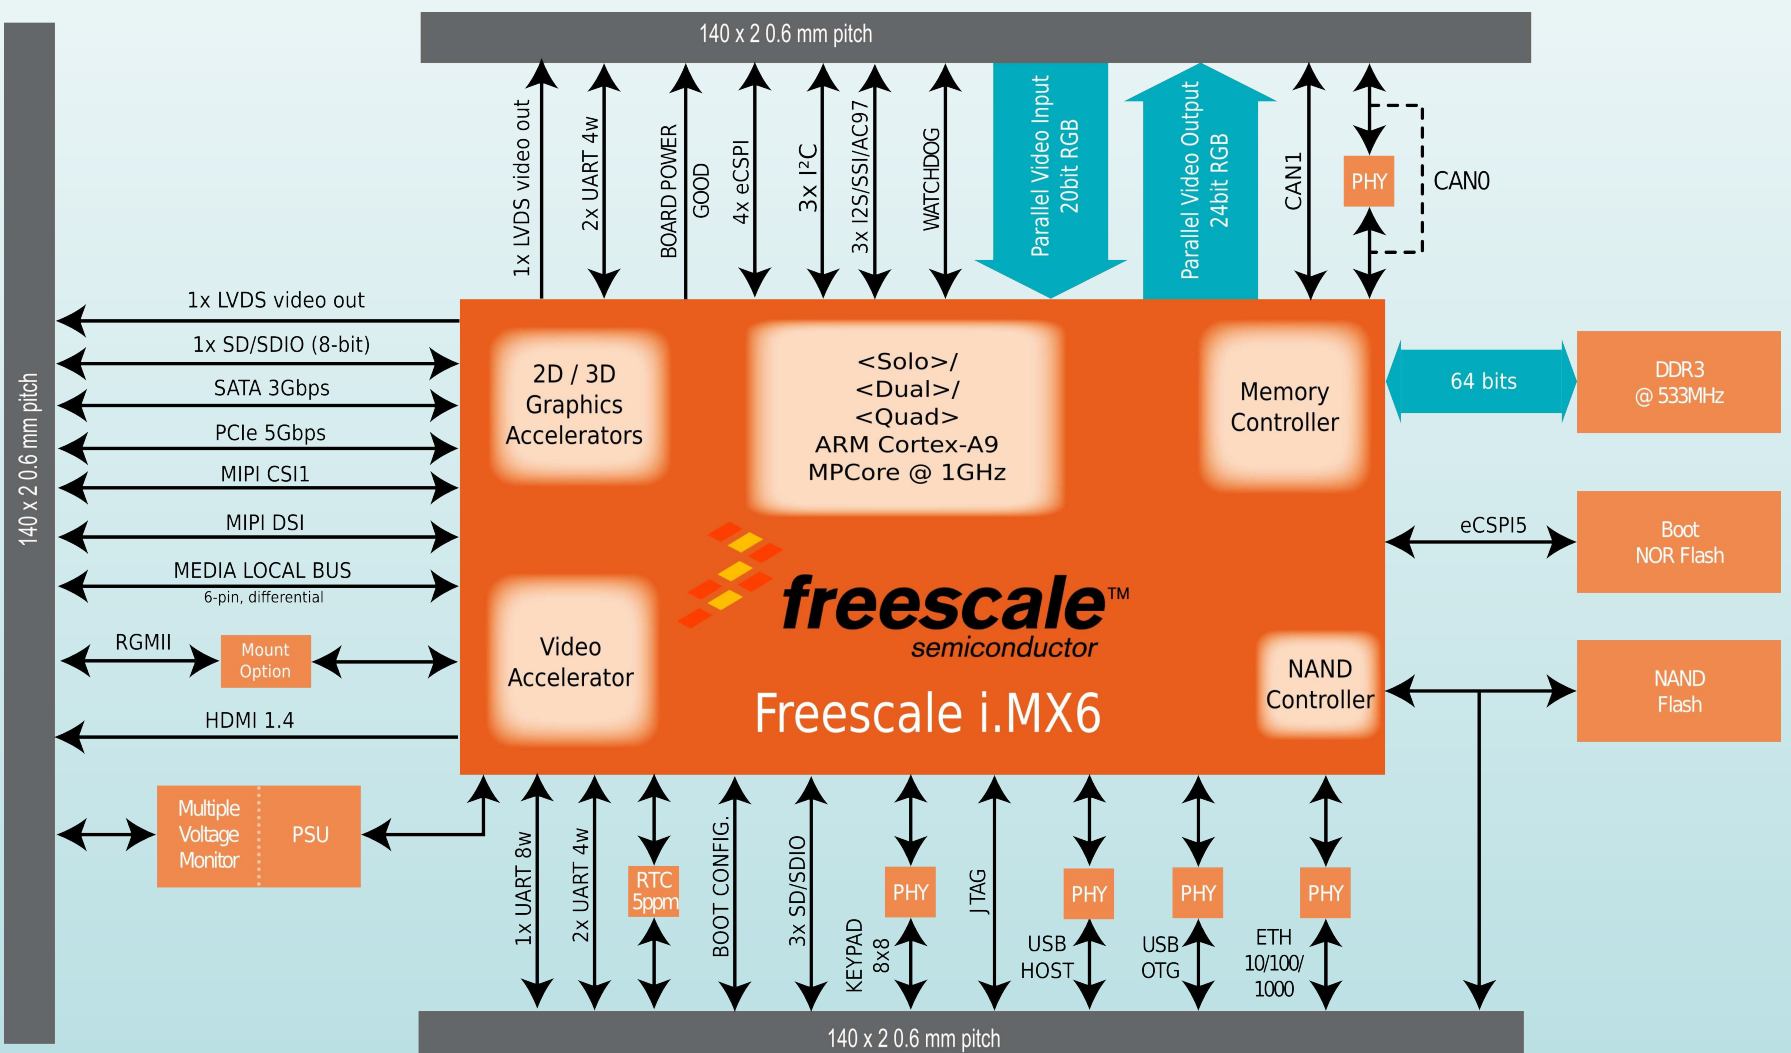 140 x 2 0.6 mm pitch
1x LVDS video out
2x UART 4w
BOARD POWER
GOOD
4x eCSPI
3x I²C
3x I2S/SSI/AC97
WATCHDOG
Parallel Video Input
20bit RGB
Parallel Video Output
24bit RGB
CAN1
PHY
CAN0
140 x 2 0.6 mm pitch
1x LVDS video out
1x SD/SDIO (8-bit)
SATA 3Gbps
PCIe 5Gbps
MIPI CSI1
MIPI DSI
MEDIA LOCAL BUS
6-pin, differential
RGMII
Mount
Option
HDMI 1.4
Multiple
Voltage
Monitor
PSU
2D / 3D
Graphics
Accelerators
<Solo>/
<Dual>/
<Quad>
ARM Cortex-A9
MPCore @ 1GHz
Memory
Controller
64 bits
DDR3
@ 533MHz
eCSPI5
Boot
NOR Flash
freescale™
semiconductor
Video
Accelerator
Freescale i.MX6
NAND
Controller
NAND
Flash
1x UART 8w
2x UART 4w
RTC
5ppm
BOOT CONFIG.
3x SD/SDIO
KEYPAD
8x8
PHY
JTAG
PHY
USB
HOST
PHY
USB
OTG
PHY
ETH
10/100/
1000
140 x 2 0.6 mm pitch